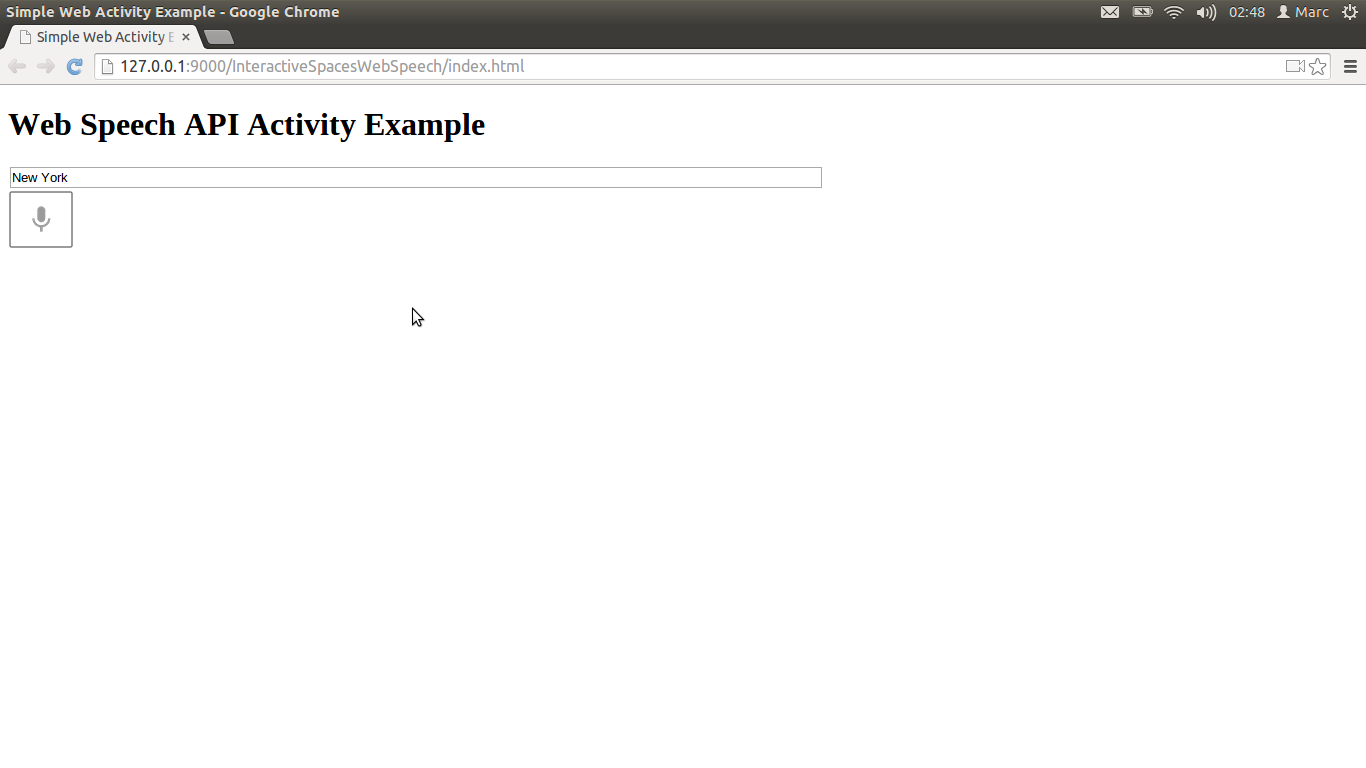 Simple Web Activity Example - Google Chrome
02:48 Marc
Simple Web Activity E
127.0.0.1:9000/InteractiveSpacesWebSpeech/index.html
Web Speech API Activity Example
New York